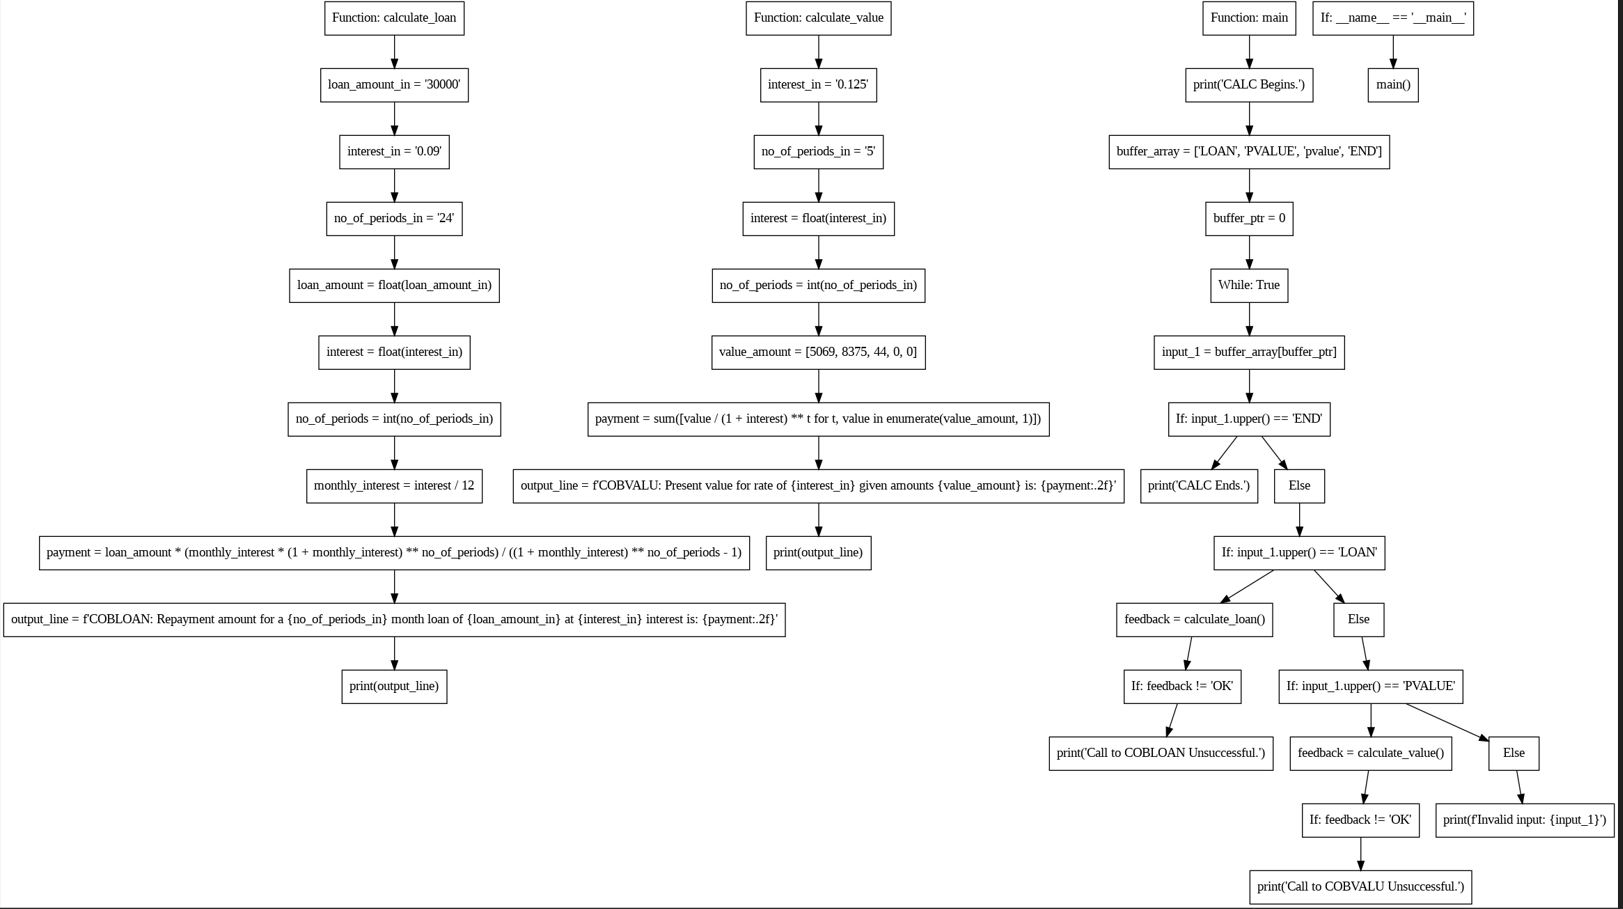 Function: calculate_loan
loan_amount_in = '30000'
interest_in = '0.09'
no_of_periods_in = '24'
loan_amount = float(loan_amount_in)
interest = float(interest_in)
no_of_periods = int(no_of_periods_in)
monthly_interest = interest / 12
payment = loan_amount * (monthly_interest * (1 + monthly_interest) ** no_of_periods) / ((1 + monthly_interest) ** no_of_periods - 1)
output_line = f'COBLOAN: Repayment amount for a {no_of_periods_in} month loan of {loan_amount_in} at {interest_in} interest is: {payment:.2f}'
print(output_line)
Function: calculate_value
interest_in = '0.125'
no_of_periods_in = '5'
interest = float(interest_in)
no_of_periods = int(no_of_periods_in)
value_amount = [5069, 8375, 44, 0, 0]
payment = sum([value / (1 + interest) ** t for t, value in enumerate(value_amount, 1)])
output_line = f'COBVALU: Present value for rate of {interest_in} given amounts {value_amount} is: {payment:.2f}'
print(output_line)
Function: main
print('CALC Begins.')
buffer_array = ['LOAN', 'PVALUE', 'pvalue', 'END']
buffer_ptr = 0
While: True
input_1 = buffer_array[buffer_ptr]
If: input_1.upper() == 'END'
print('CALC Ends.')
Else
If: input_1.upper() == 'LOAN'
feedback = calculate_loan()
Else
If: feedback != 'OK'
If: input_1.upper() == 'PVALUE'
print('Call to COBLOAN Unsuccessful.')
feedback = calculate_value()
Else
If: feedback != 'OK'
print(f'Invalid input: {input_1}')
print('Call to COBVALU Unsuccessful.')
If: __name__ == '__main__'
main()